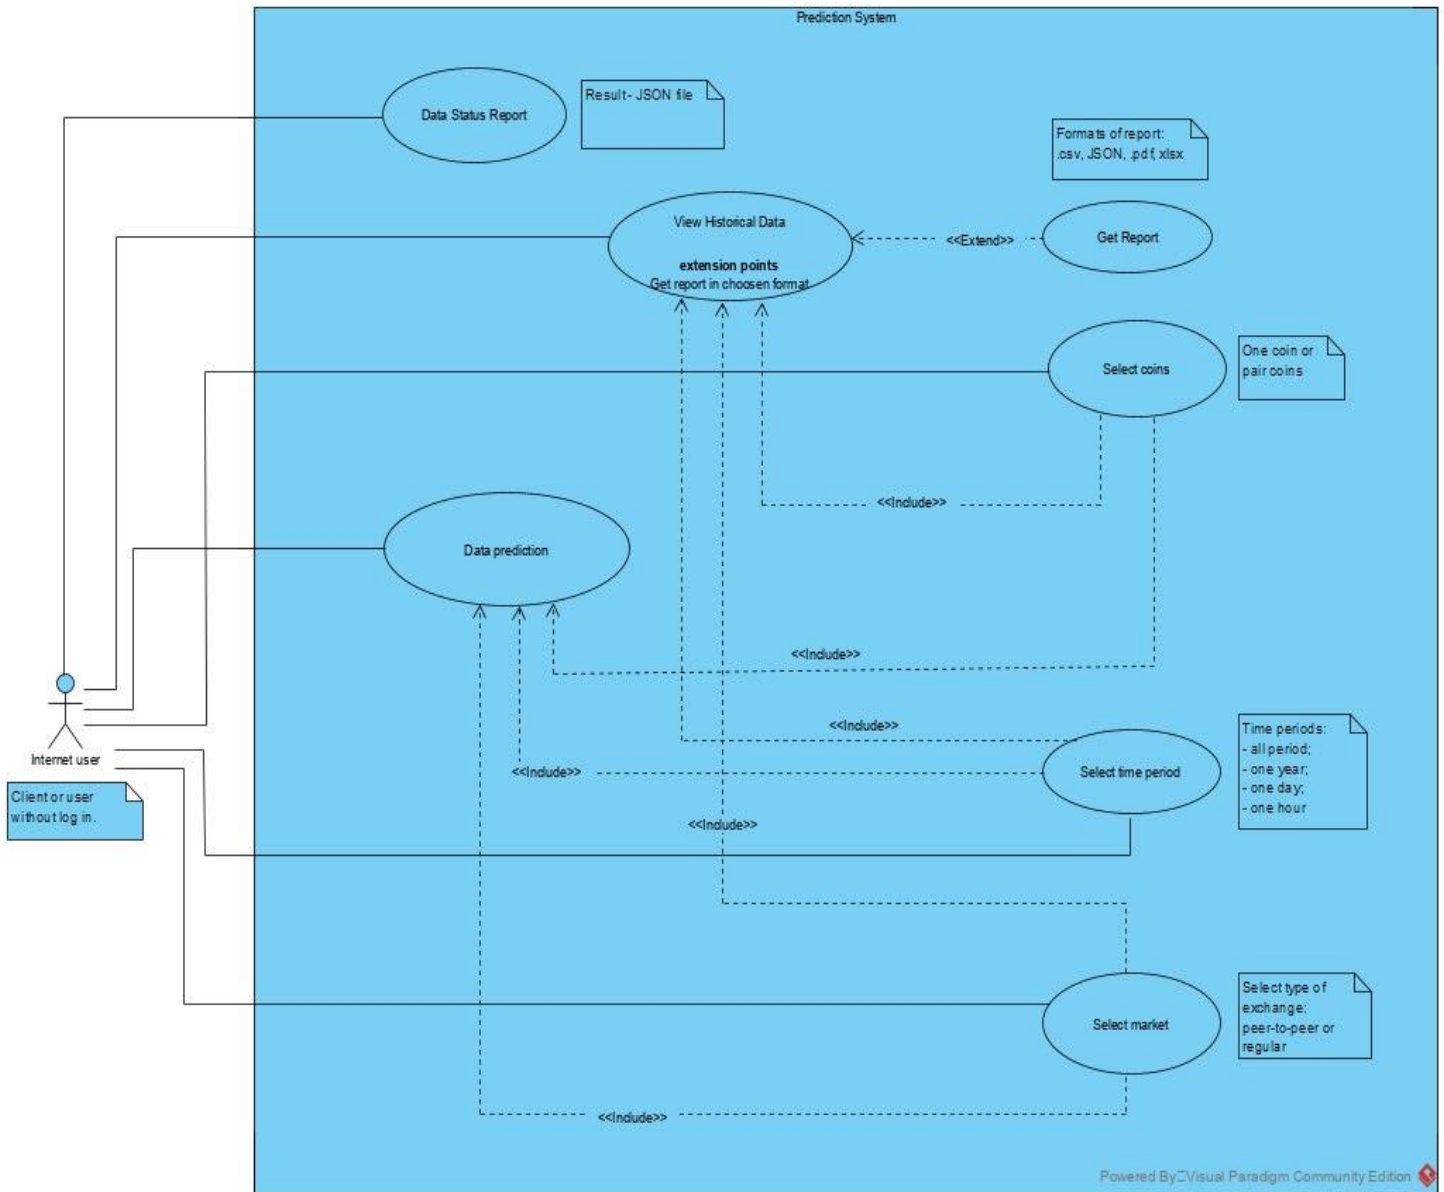 Prediction System
Data Status Report
Result- JSON file
Formats of report:
.csv, JSON, .pdf, xlsx
View Historical Data
extension points
Get report in choosen format
<<Extend>>
Get Report
Select coins
One coin or
pair coins
<<Include>>
Data prediction
<<Include>>
<<Include>>
<<Include>>
Select time period
Time periods:
- all period;
- one year;
- one day;
- one hour
Internet user
Client or user
without log in.
<<Include>>
Select market
Select type of
exchange:
peer-to-peer or
regular
<<Include>>
Powered By Visual Paradigm Community Edition